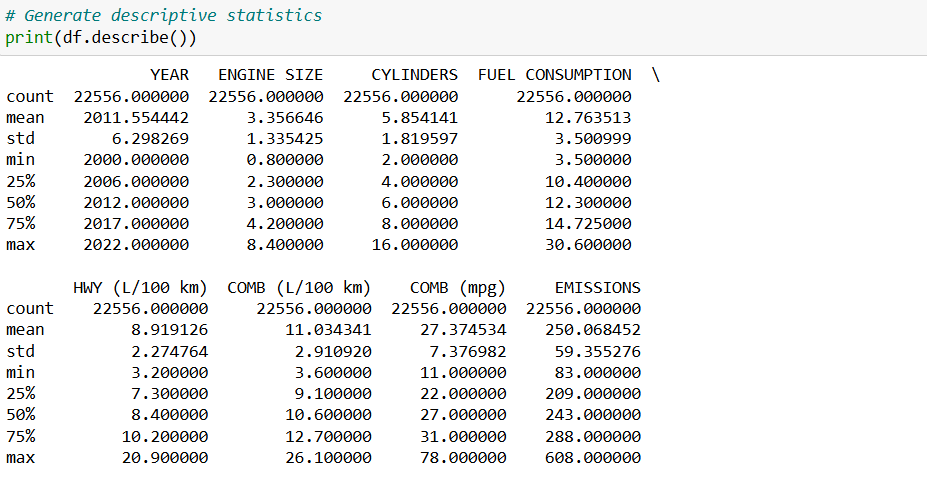 # Generate descriptive statistics
print(df.describe())
YEAR ENGINE SIZE CYLINDERS FUEL CONSUMPTION \
count 22556.000000 22556.000000 22556.000000 22556.000000
mean 2011.554442 3.356646 5.854141 12.763513
std 6.298269 1.335425 1.819597 3.500999
min 2000.000000 0.800000 2.000000 3.500000
25% 2006.000000 2.300000 4.000000 10.400000
50% 2012.000000 3.000000 6.000000 12.300000
75% 2017.000000 4.200000 8.000000 14.725000
max 2022.000000 8.400000 16.000000 30.600000
HWY (L/100 km) COMB (L/100 km) COMB (mpg) EMISSIONS
count 22556.000000 22556.000000 22556.000000 22556.000000
mean 8.919126 11.034341 27.374534 250.068452
std 2.274764 2.910920 7.376982 59.355276
min 3.200000 3.600000 11.000000 83.000000
25% 7.300000 9.100000 22.000000 209.000000
50% 8.400000 10.600000 27.000000 243.000000
75% 10.200000 12.700000 31.000000 288.000000
max 20.900000 26.100000 78.000000 608.000000